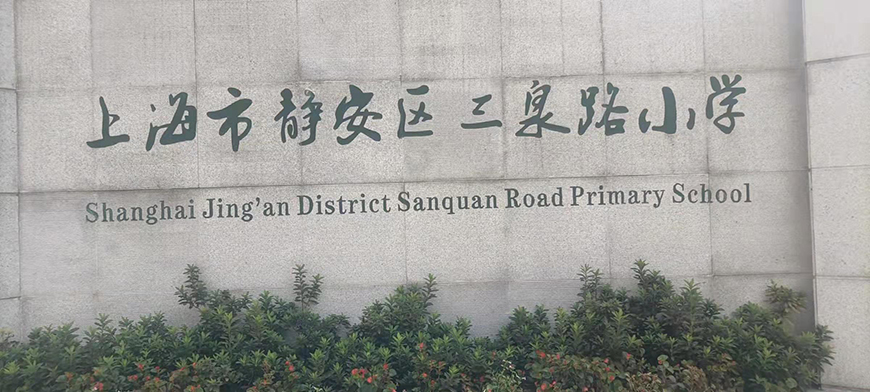 上海市静安区三泉路小学
Shanghai Jing'an District Sanquan Road Primary School